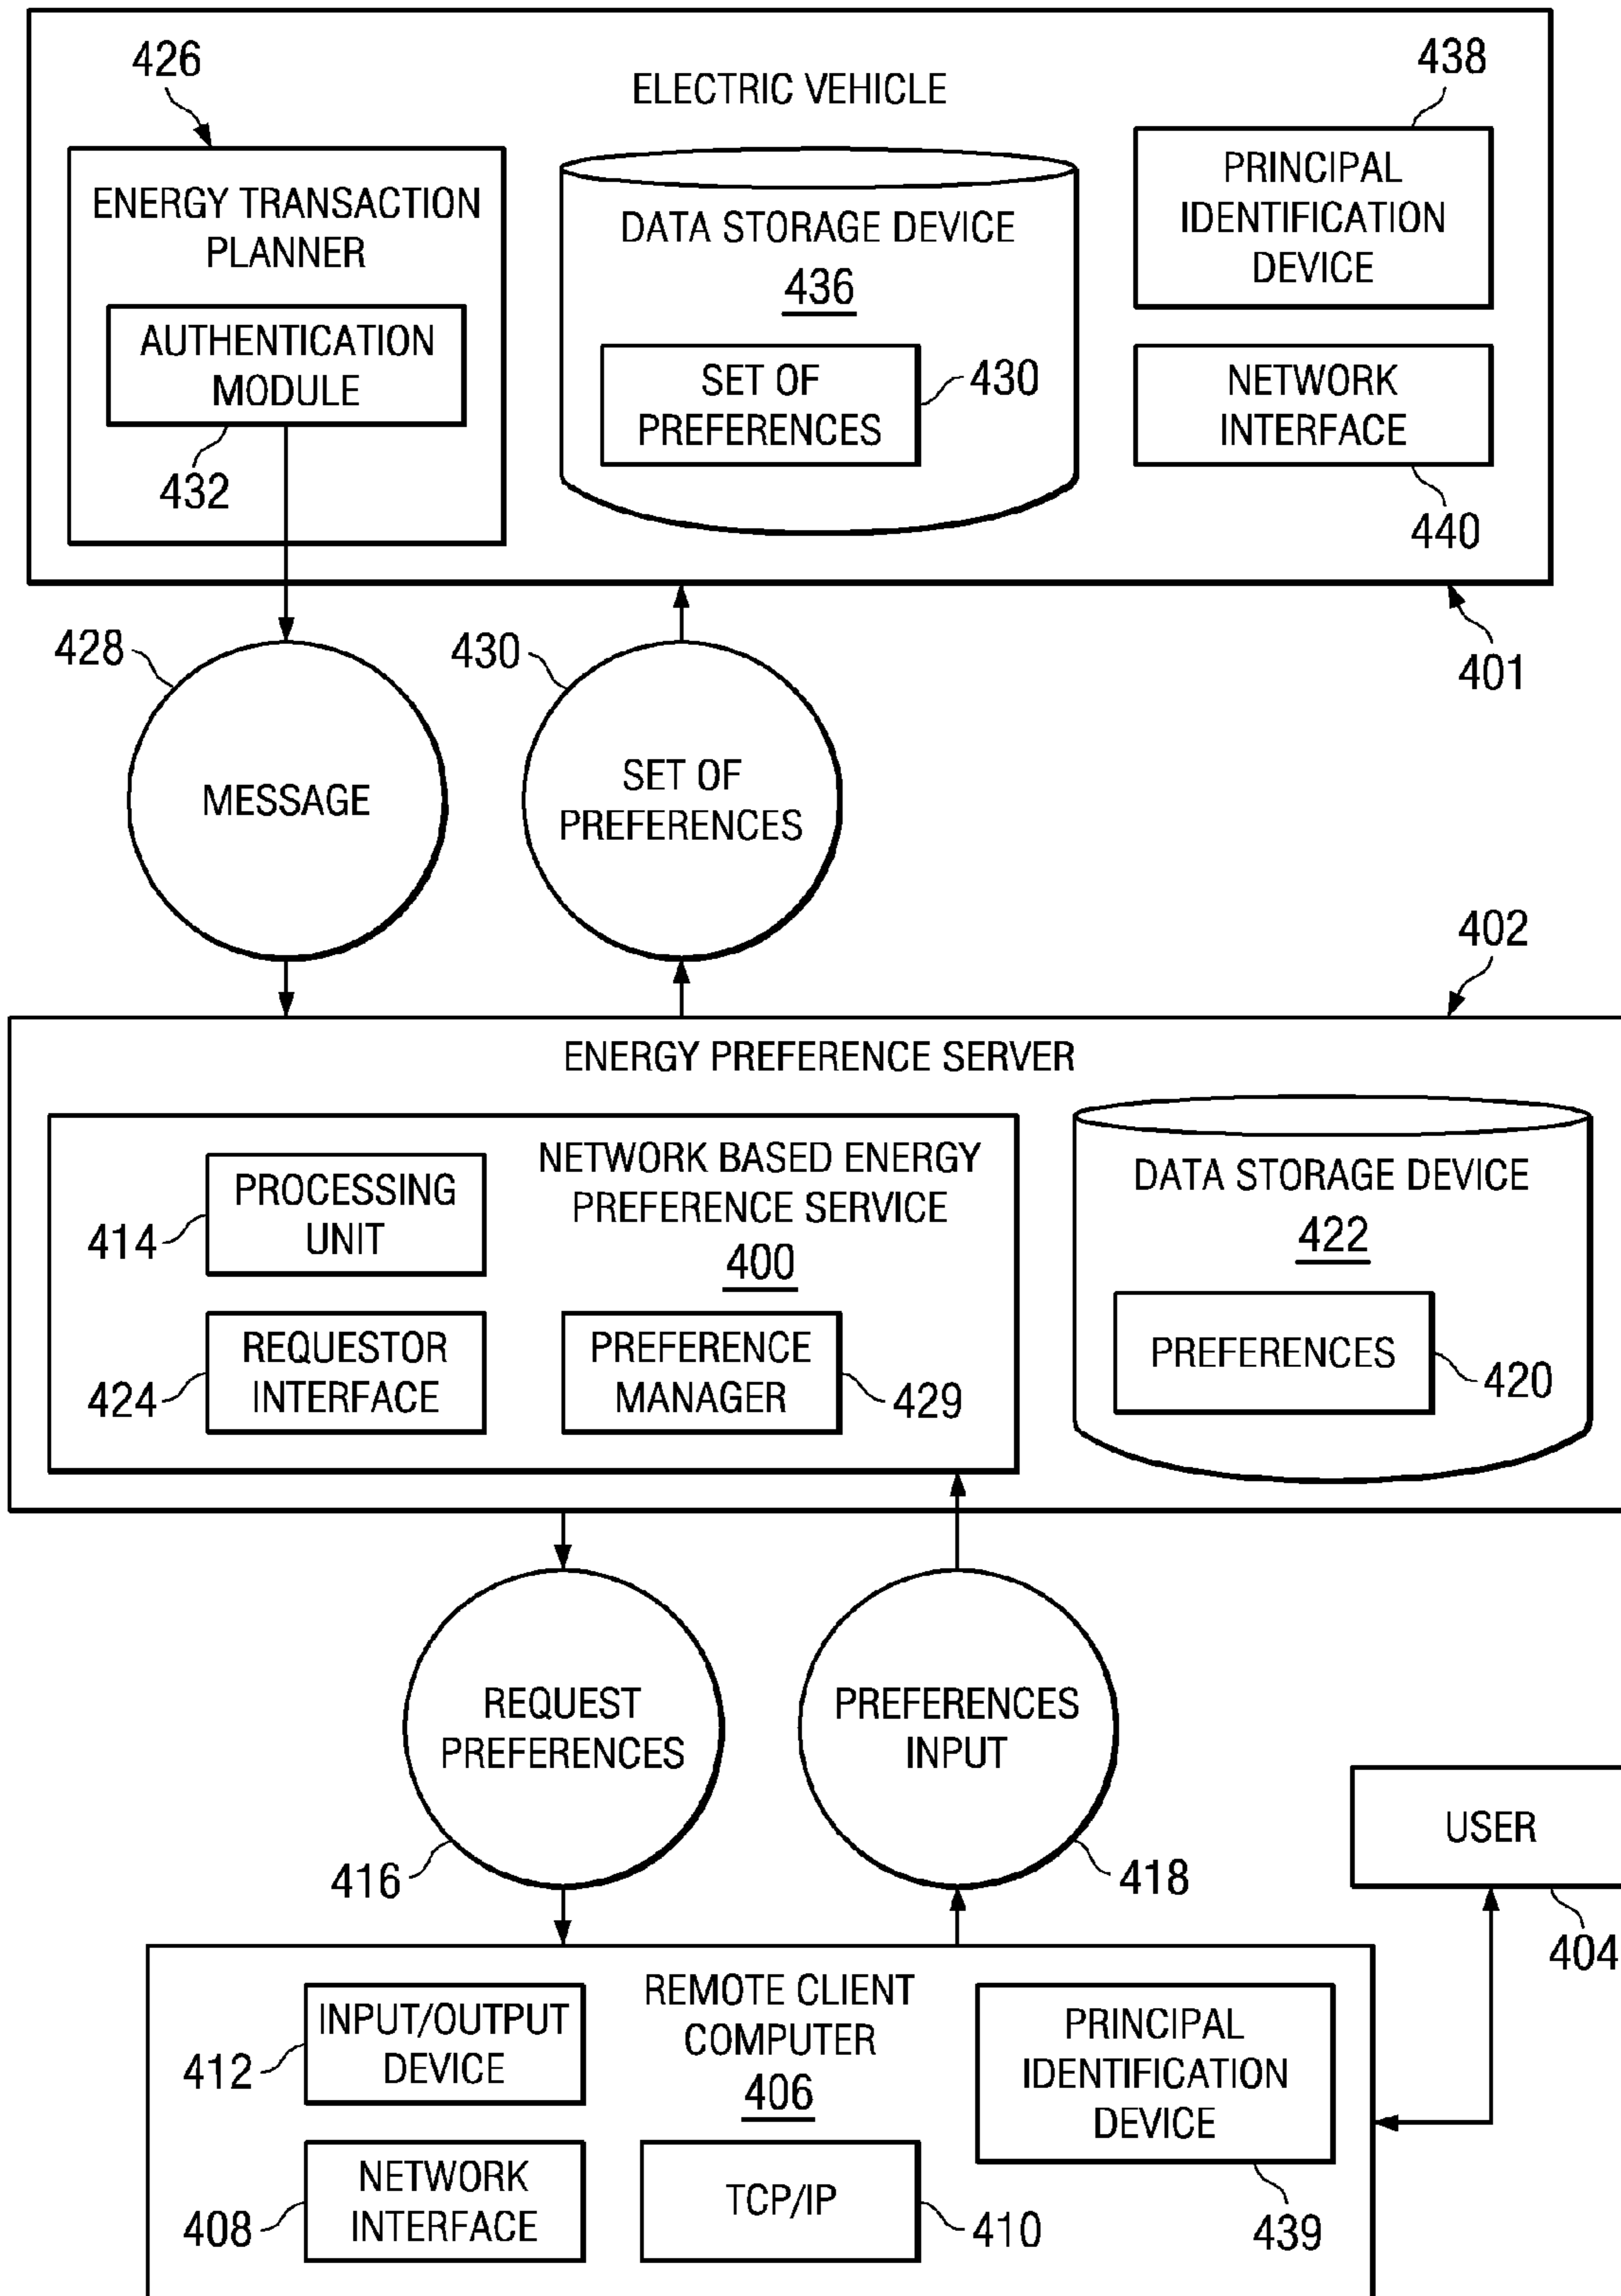 426
ELECTRIC VEHICLE
438
ENERGY TRANSACTION
PLANNER
AUTHENTICATION
MODULE
432
DATA STORAGE DEVICE
436
SET OF
PREFERENCES
430
PRINCIPAL
IDENTIFICATION
DEVICE
NETWORK
INTERFACE
440
401
428
MESSAGE
430
SET OF
PREFERENCES
402
ENERGY PREFERENCE SERVER
NETWORK BASED ENERGY
PREFERENCE SERVICE
400
PROCESSING
UNIT
414
REQUESTOR
INTERFACE
424
PREFERENCE
MANAGER
429
DATA STORAGE DEVICE
422
PREFERENCES
420
REQUEST
PREFERENCES
416
PREFERENCES
INPUT
418
USER
404
REMOTE CLIENT
COMPUTER
406
INPUT/OUTPUT
DEVICE
412
NETWORK
INTERFACE
408
TCP/IP
410
PRINCIPAL
IDENTIFICATION
DEVICE
439